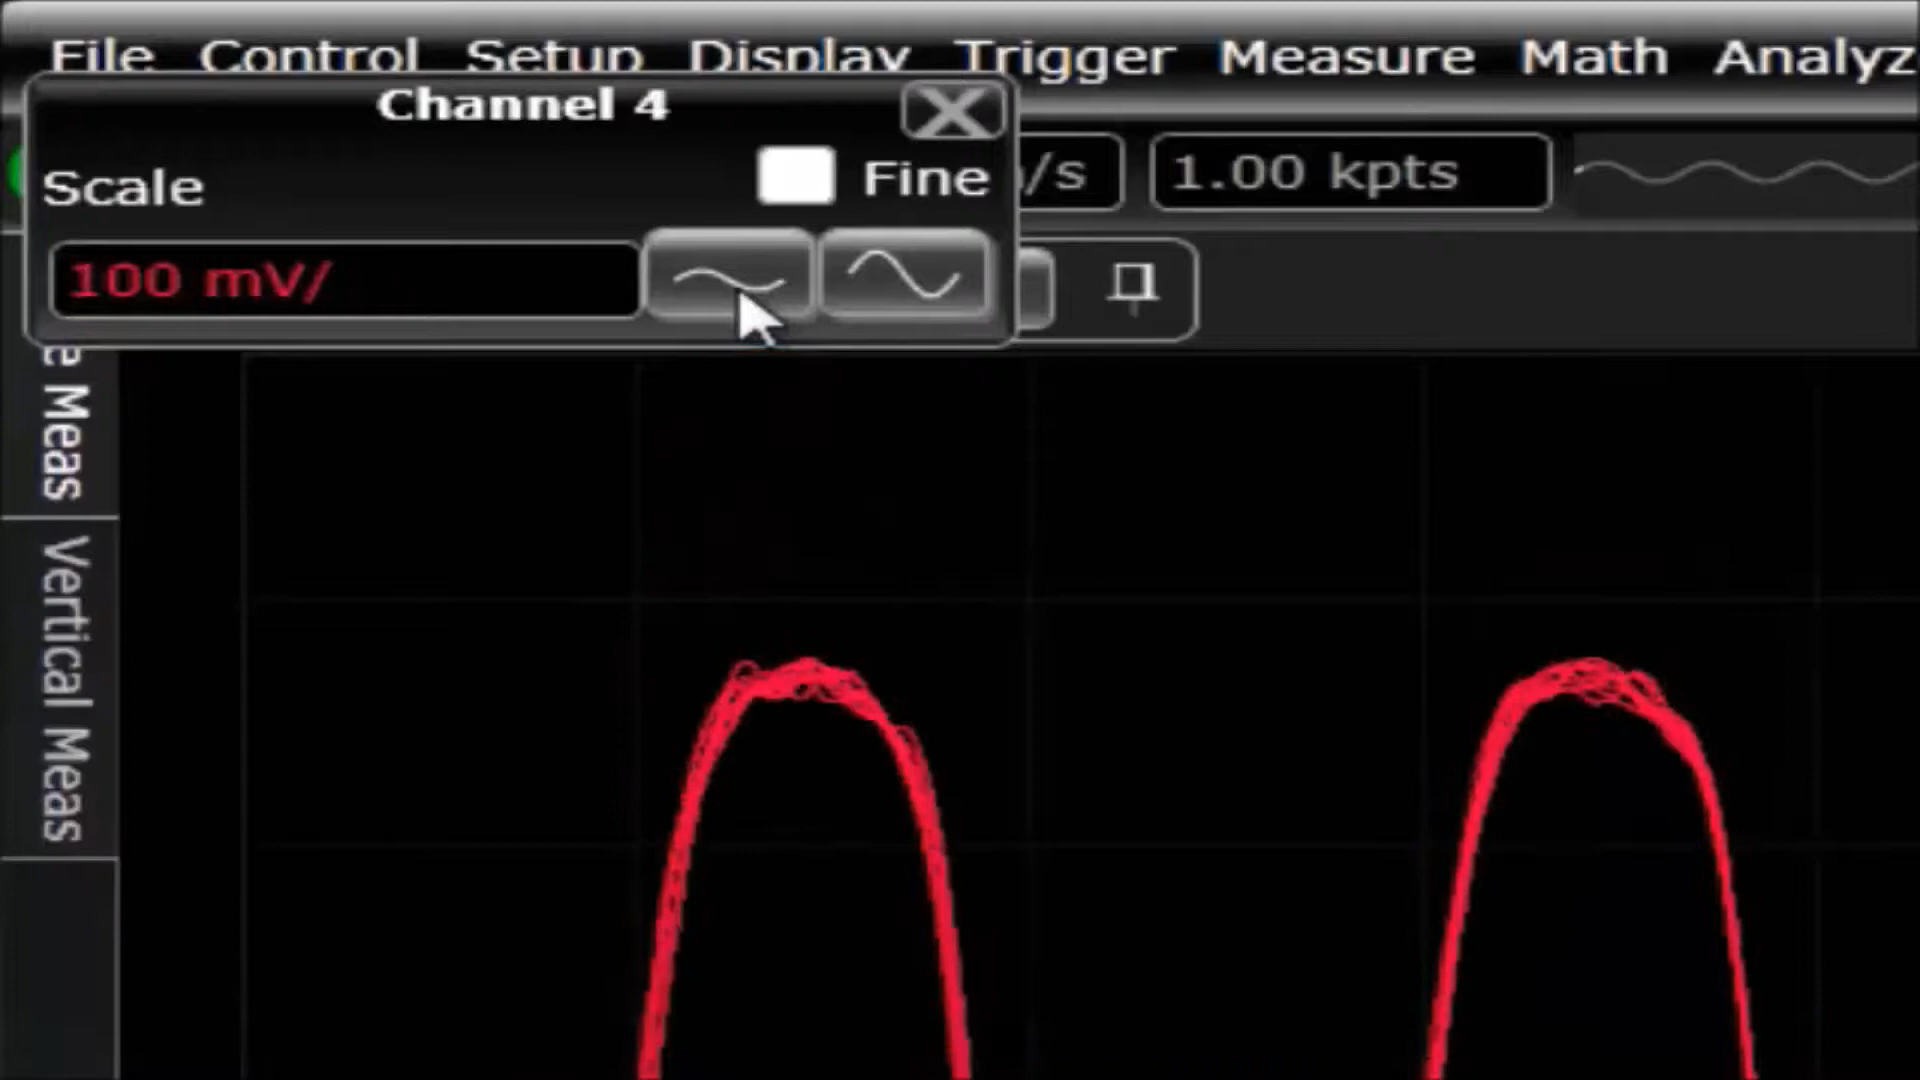 File Control Setup Display Trigger Measure Math Analyz
Channel 4
Scale
Fine
/s
1.00 kpts
100 mV/
e Meas
Vertical Meas